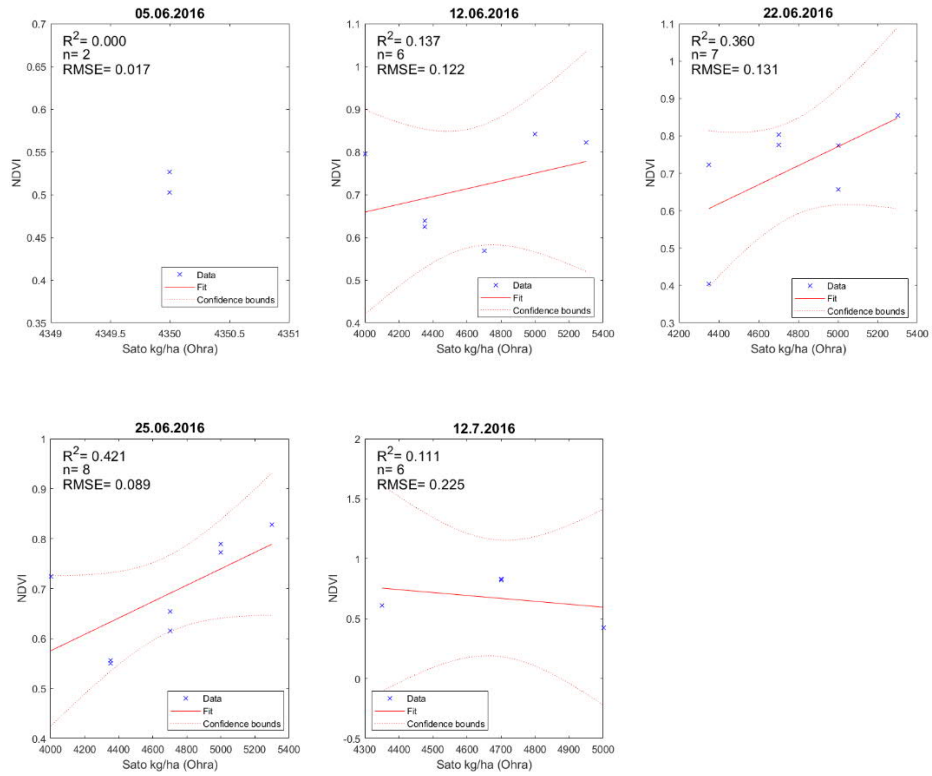 05.06.2016
R²= 0.000
n= 2
RMSE= 0.017
NDVI
0.7
0.65
0.6
0.55
0.5
0.45
0.4
0.35
Data
Fit
Confidence bounds
4349 4349.5 4350 4350.5 4351
Sato kg/ha (Ohra)
12.06.2016
R²= 0.137
n= 6
RMSE= 0.122
NDVI
1.1
1
0.9
0.8
0.7
0.6
0.5
0.4
Data
Fit
Confidence bounds
4000 4200 4400 4600 4800 5000 5200 5400
Sato kg/ha (Ohra)
22.06.2016
R²= 0.360
n= 7
RMSE= 0.131
NDVI
1.1
1
0.9
0.8
0.7
0.6
0.5
0.4
0.3
Data
Fit
Confidence bounds
4200 4400 4600 4800 5000 5200 5400
Sato kg/ha (Ohra)
25.06.2016
R²= 0.421
n= 8
RMSE= 0.089
NDVI
1
0.9
0.8
0.7
0.6
0.5
0.4
Data
Fit
Confidence bounds
4000 4200 4400 4600 4800 5000 5200 5400
Sato kg/ha (Ohra)
12.7.2016
R²= 0.111
n= 6
RMSE= 0.225
NDVI
2
1.5
1
0.5
0
-0.5
Data
Fit
Confidence bounds
4300 4400 4500 4600 4700 4800 4900 5000
Sato kg/ha (Ohra)